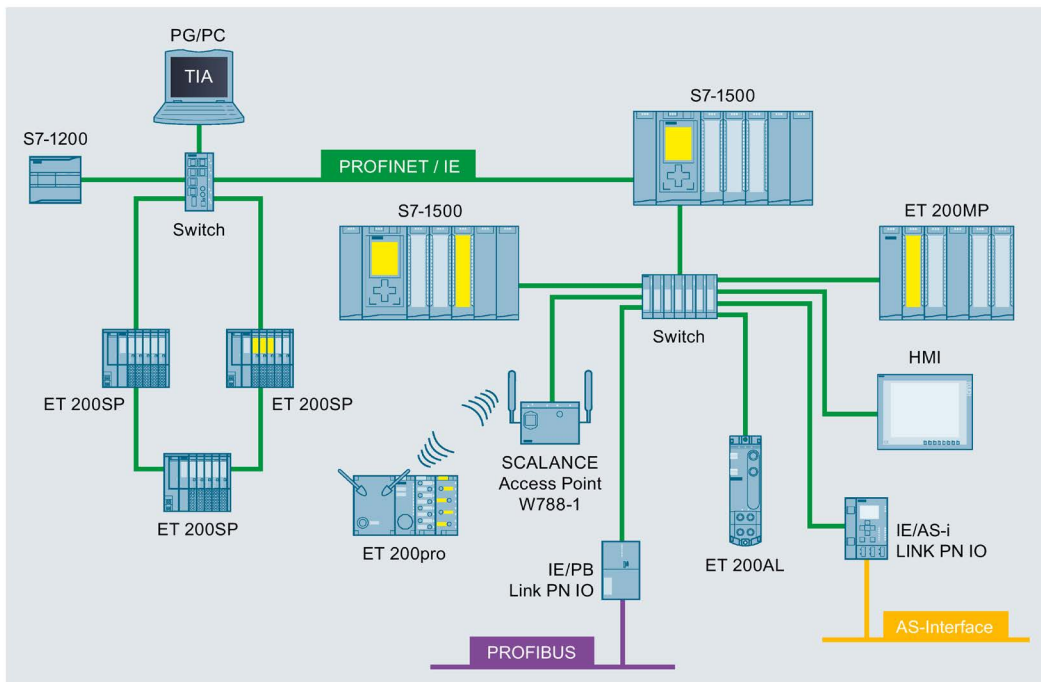 PG/PC
TIA
S7-1200
Switch
PROFINET / IE
S7-1500
S7-1500
ET 200MP
Switch
HMI
ET 200SP
ET 200SP
ET 200SP
SCALANCE
Access Point
W788-1
ET 200pro
IE/PB
Link PN IO
ET 200AL
IE/AS-i
LINK PN IO
AS-Interface
PROFIBUS